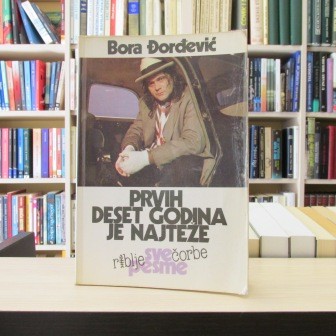 Bora Đorđević
PRVIH
DESET GODINA
JE NAJTEŽE
sve
riblje čorbe
pesme